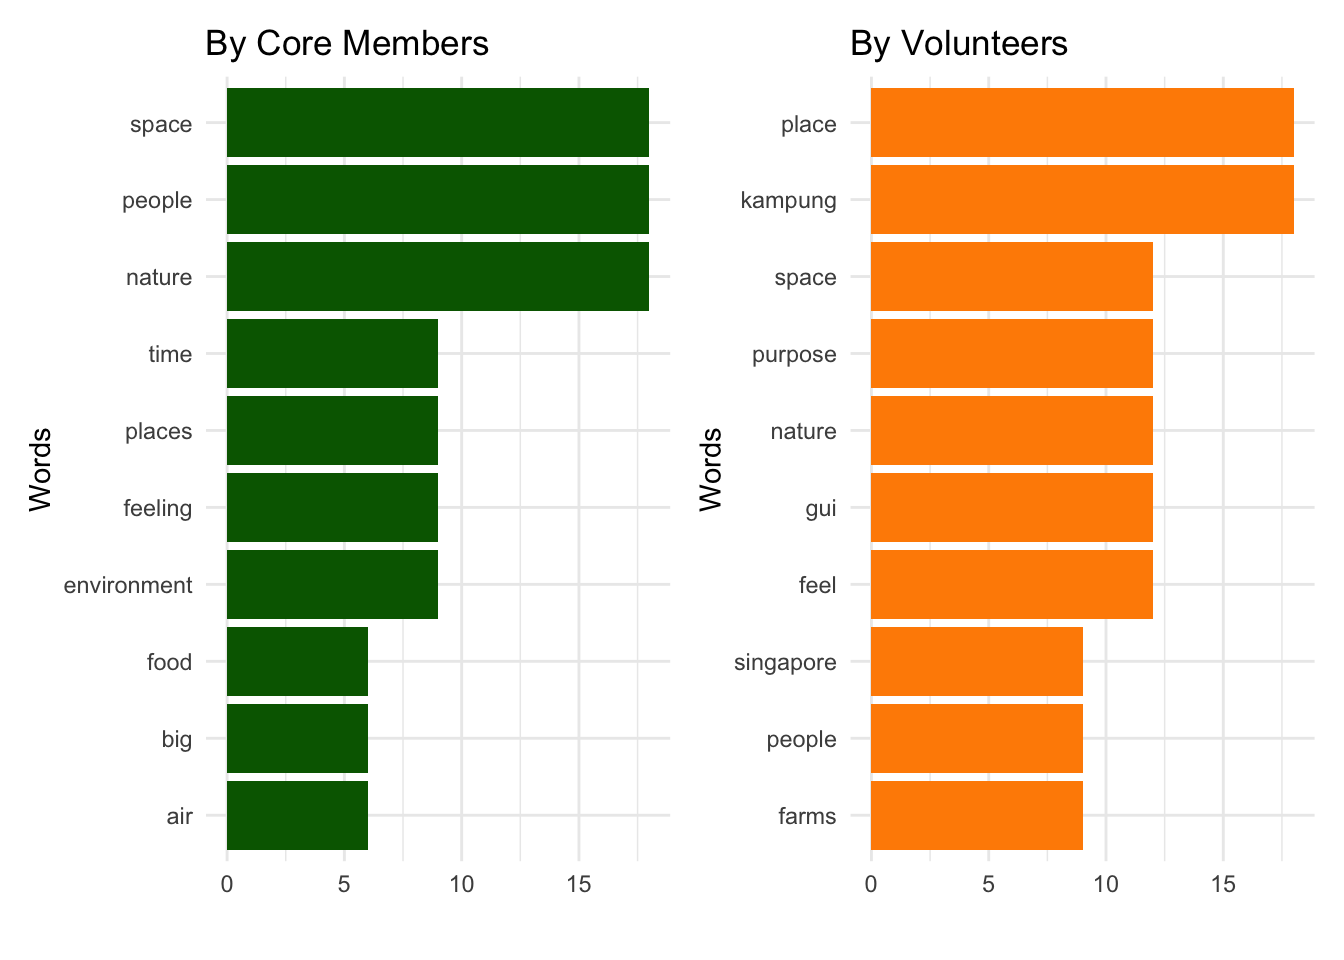 By Core Members
Words
space
people
nature
time
places
feeling
environment
food
big
air
0 5 10 15
By Volunteers
Words
place
kampung
space
purpose
nature
gui
feel
singapore
people
farms
0 5 10 15